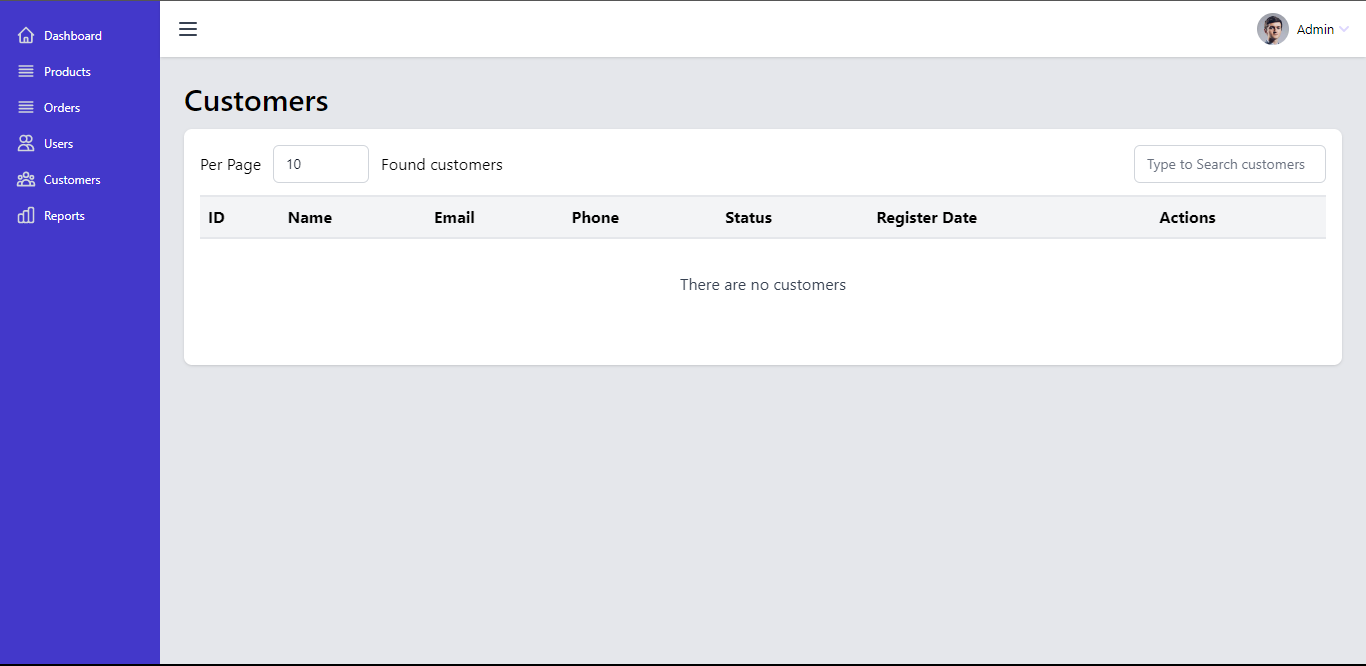 Dashboard
Products
Orders
Users
Customers
Reports
Admin
Customers
Per Page 10 Found customers Type to Search customers
ID Name Email Phone Status Register Date Actions
There are no customers